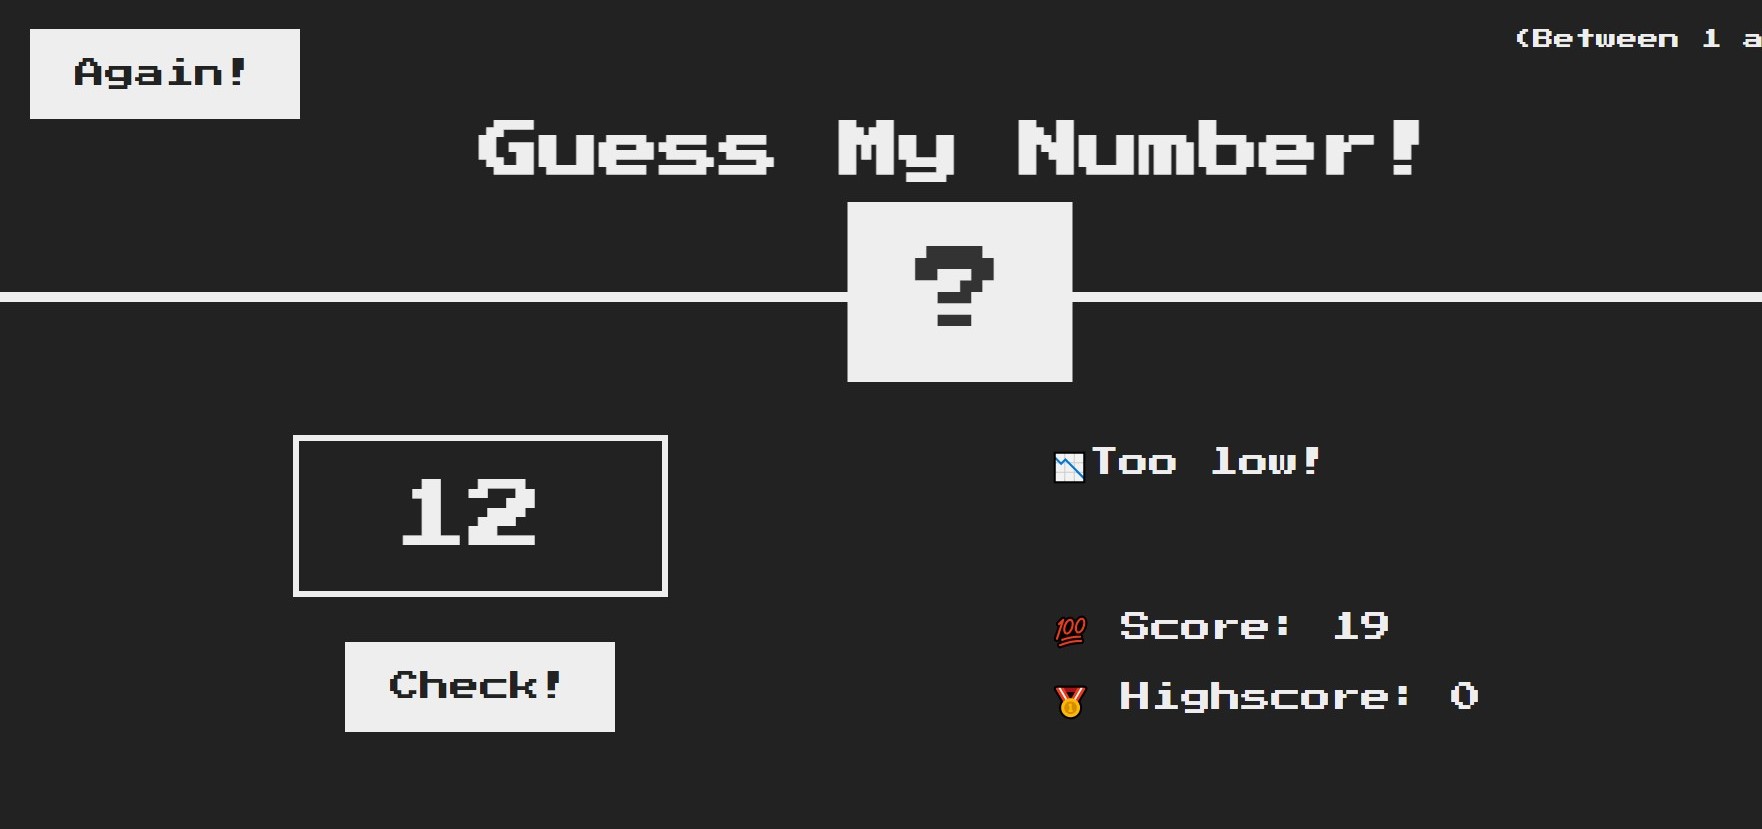 Again!
(Between 1 a
Guess My Number!
?
12
📉Too low!
Check!
💯 Score: 19
🥇 Highscore: 0